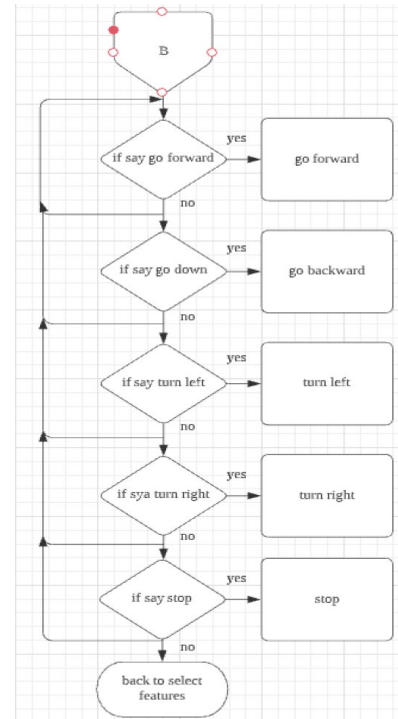 B
if say go forward
yes
go forward
no
if say go down
yes
go backward
no
if say turn left
yes
turn left
no
if sya turn right
yes
turn right
no
if say stop
yes
stop
no
back to select
features